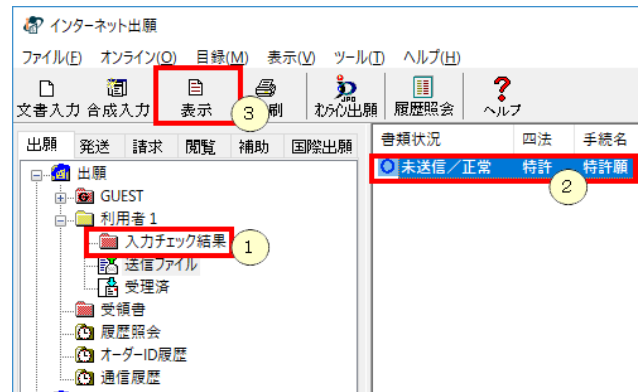 インターネット出願
ファイル(F) オンライン(O) 目録(M) 表示(V) ツール(T) ヘルプ(H)
文書入力 合成入力 表示 3 刷 オンライン出願 履歴照会 ヘルプ
出願 発送 請求 閲覧 補助 国際出願
書類状況 四法 手続名
未送信/正常 特許 特許願
2
出願
GUEST
利用者1
入力チェック結果 1
送信ファイル
受理済
受領書
履歴照会
オーダーID履歴
通信履歴